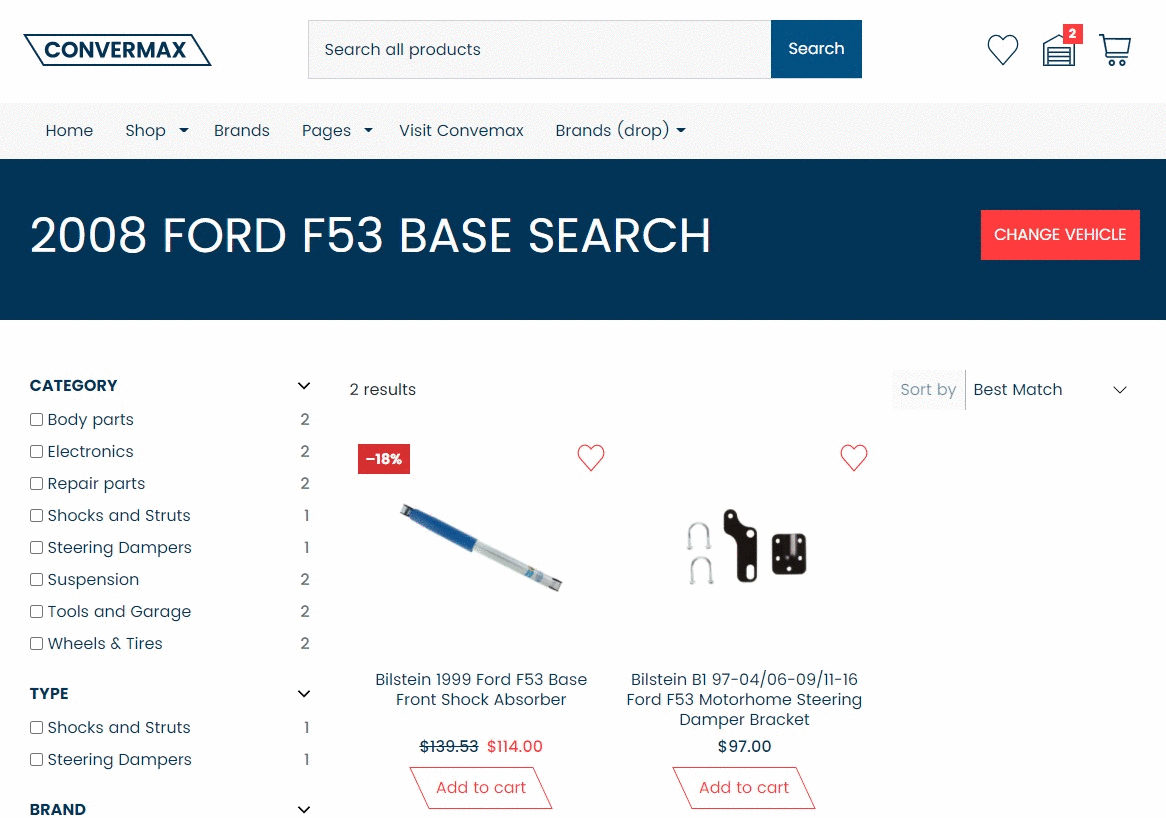 CONVERMAX
Search all products
Search
2
Home
Shop
Brands
Pages
Visit Convemax
Brands (drop)
2008 FORD F53 BASE SEARCH
CHANGE VEHICLE
CATEGORY
Body parts 2
Electronics 2
Repair parts 2
Shocks and Struts 1
Steering Dampers 1
Suspension 2
Tools and Garage 2
Wheels & Tires 2
TYPE
Shocks and Struts 1
Steering Dampers 1
BRAND
2 results
Sort by Best Match
–18%
Bilstein 1999 Ford F53 Base
Front Shock Absorber
$139.53 $114.00
Add to cart
Bilstein B1 97-04/06-09/11-16
Ford F53 Motorhome Steering
Damper Bracket
$97.00
Add to cart